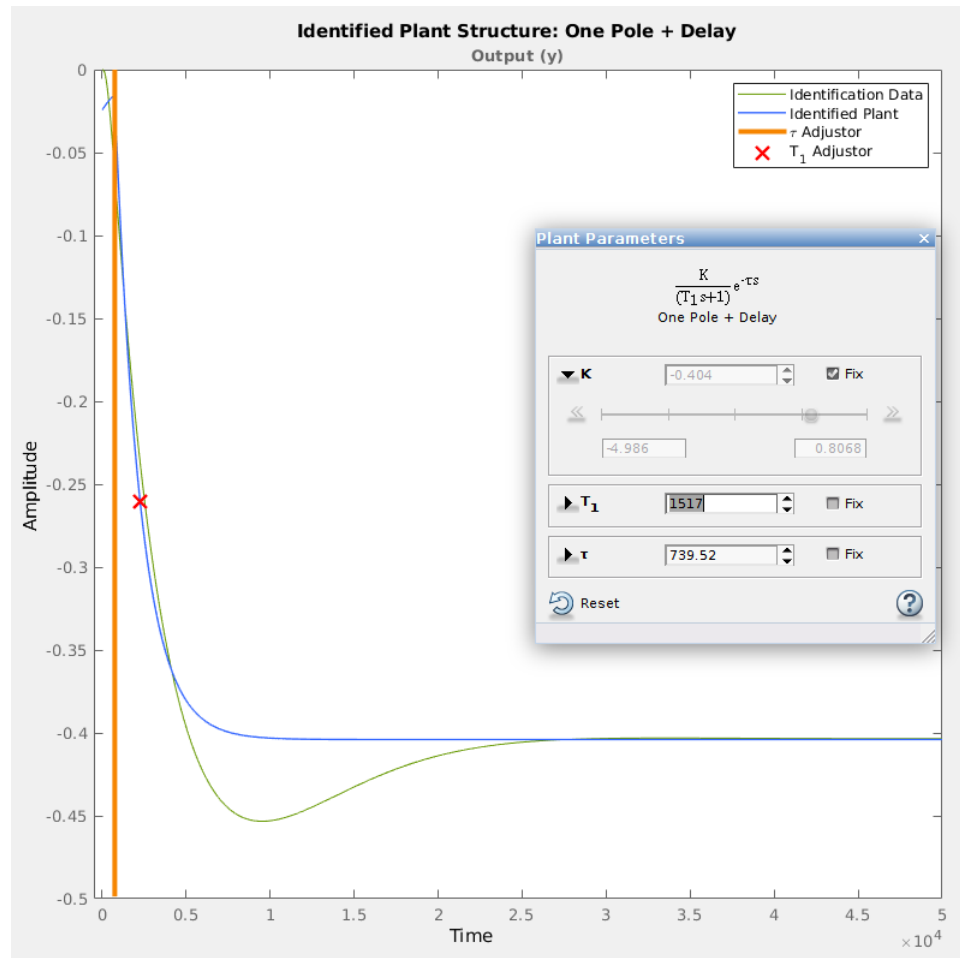 Identified Plant Structure: One Pole + Delay
Output (y)
0
-0.05
-0.1
-0.15
-0.2
-0.25
-0.3
-0.35
-0.4
-0.45
-0.5
Amplitude
Identification Data
Identified Plant
τ Adjustor
T1 Adjustor
Plant Parameters
K
(T1s+1)
e-τs
One Pole + Delay
K
-0.404
Fix
-4.986
0.8068
T1
1517
Fix
τ
739.52
Fix
Reset
0 0.5 1 1.5 2 2.5 3 3.5 4 4.5 5
Time
×10^4